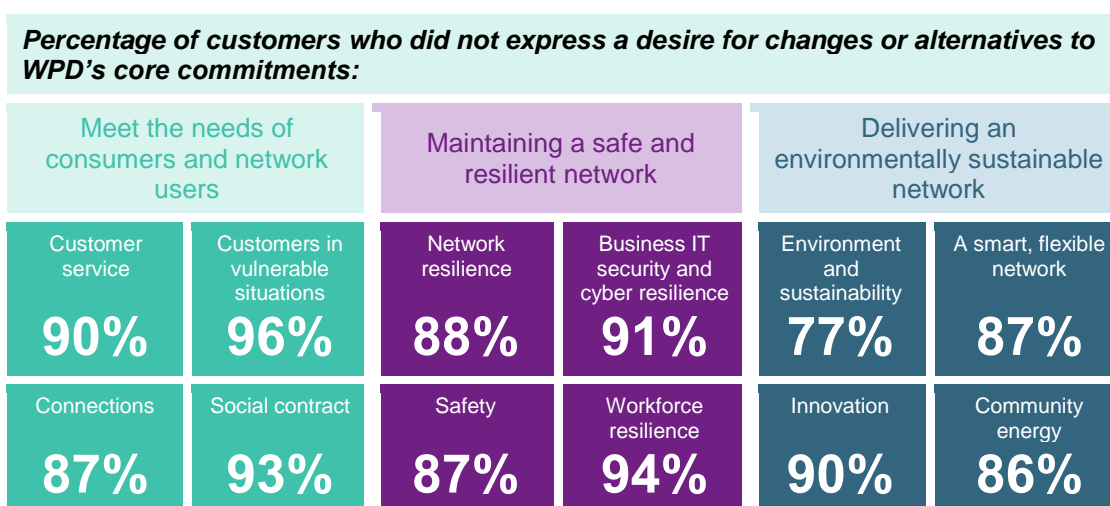 Percentage of customers who did not express a desire for changes or alternatives to
WPD's core commitments:
Meet the needs of
consumers and network
users
Maintaining a safe and
resilient network
Delivering an
environmentally sustainable
network
Customer
service
90%
Customers in
vulnerable
situations
96%
Network
resilience
88%
Business IT
security and
cyber resilience
91%
Environment
and
sustainability
77%
A smart, flexible
network
87%
Connections
87%
Social contract
93%
Safety
87%
Workforce
resilience
94%
Innovation
90%
Community
energy
86%